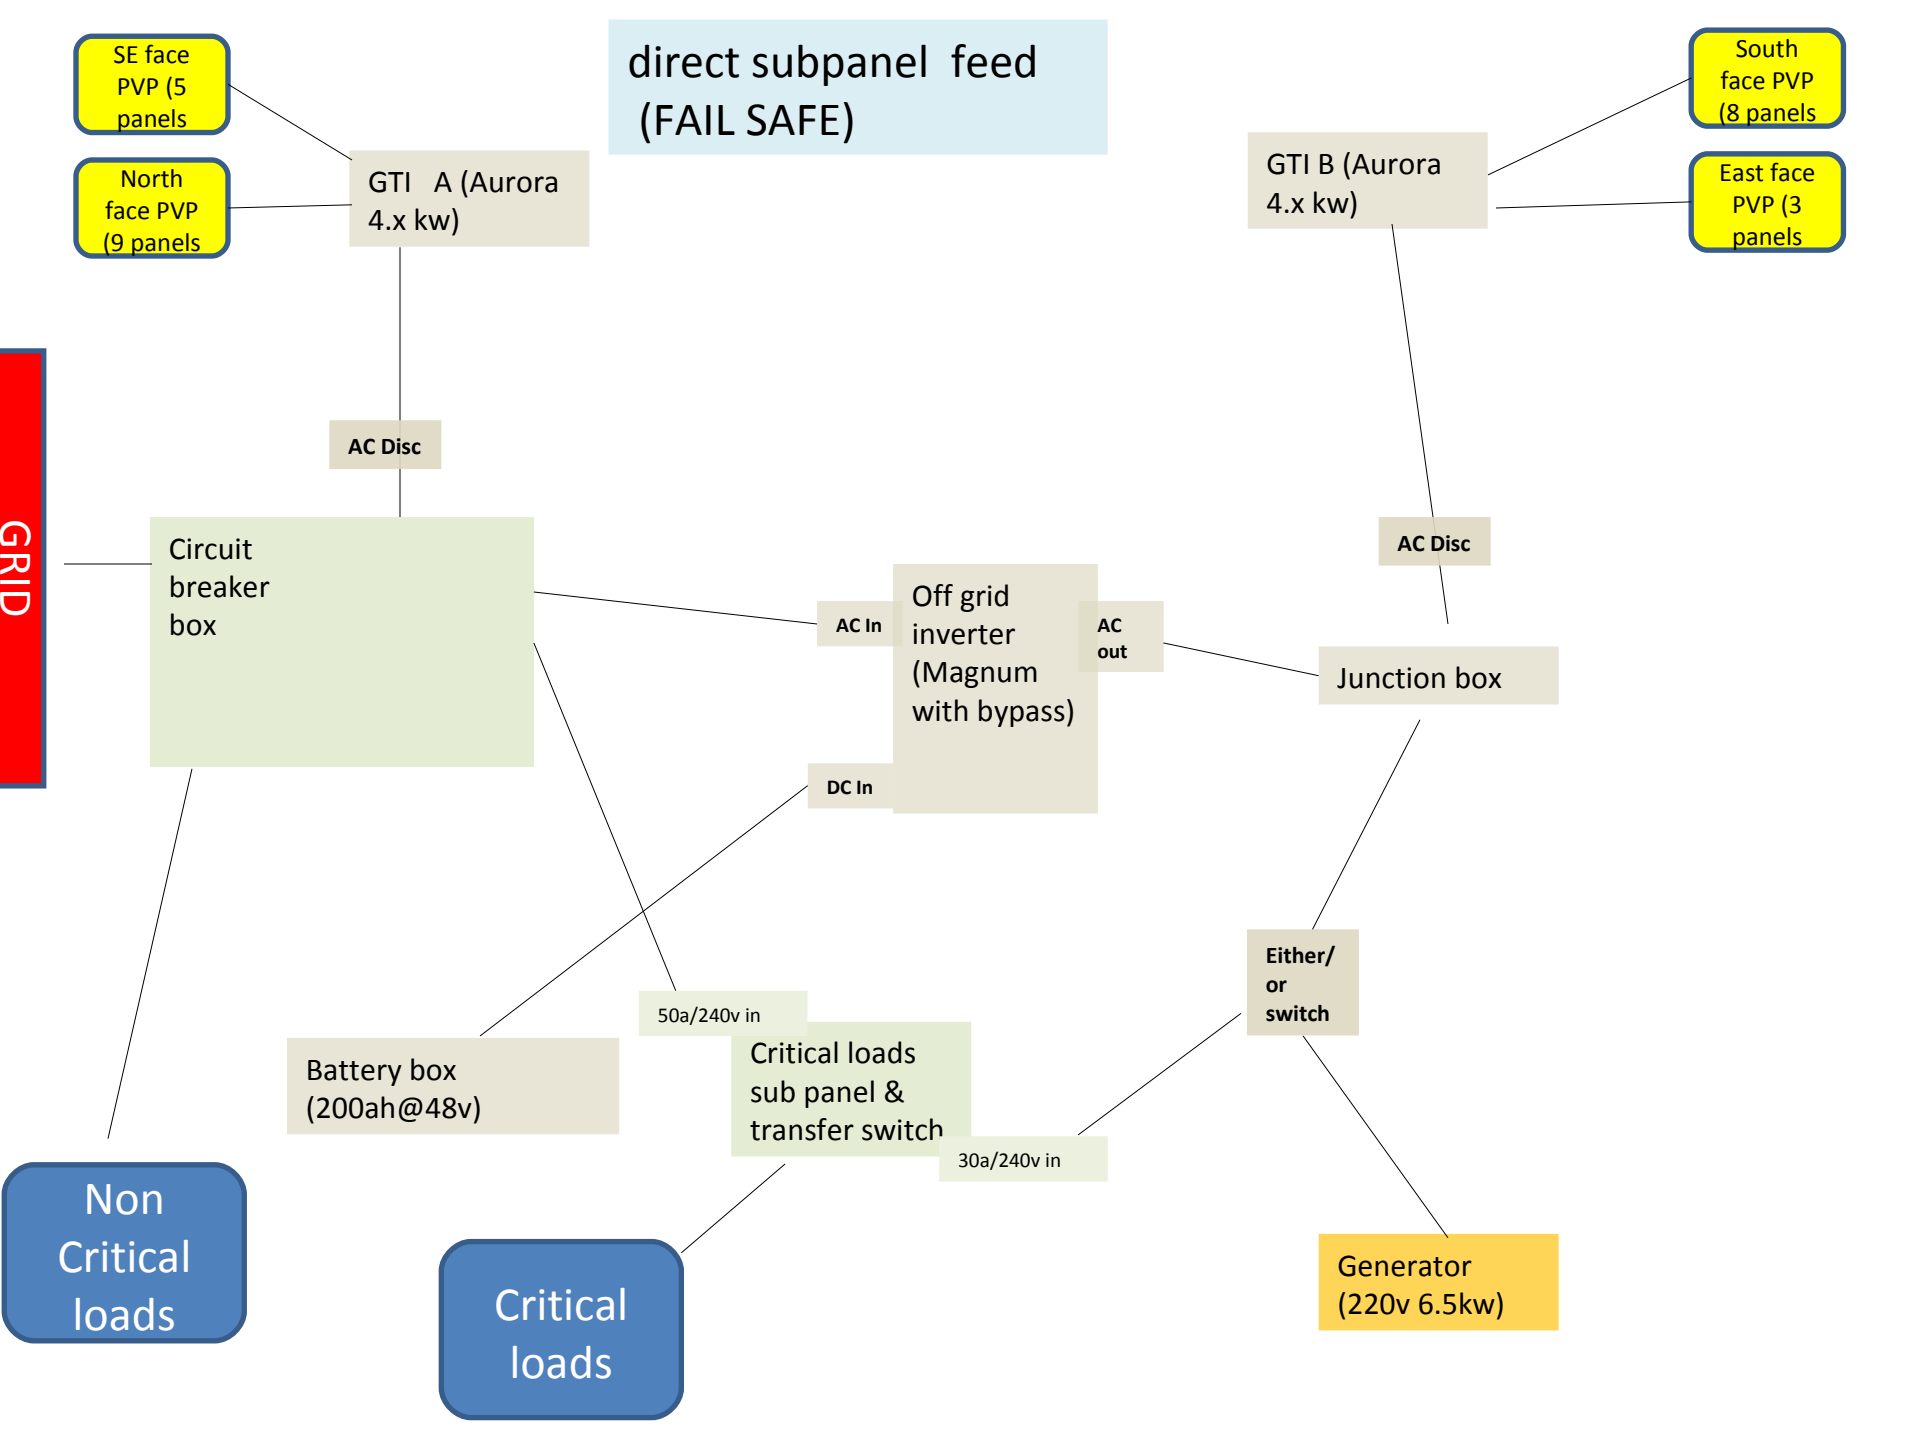 SE face
PVP (5
panels
North
face PVP
(9 panels
direct subpanel  feed
(FAIL SAFE)
South
face PVP
(8 panels
East face
PVP (3
panels
GTI   A (Aurora
4.x kw)
GTI B (Aurora
4.x kw)
AC Disc
AC Disc
GRID
Circuit
breaker
box
AC In
Off grid
inverter
(Magnum
with bypass)
AC
out
DC In
Junction box
Either/
or
switch
50a/240v in
Critical loads
sub panel &
transfer switch
30a/240v in
Battery box
(200ah@48v)
Non
Critical
loads
Critical
loads
Generator
(220v 6.5kw)